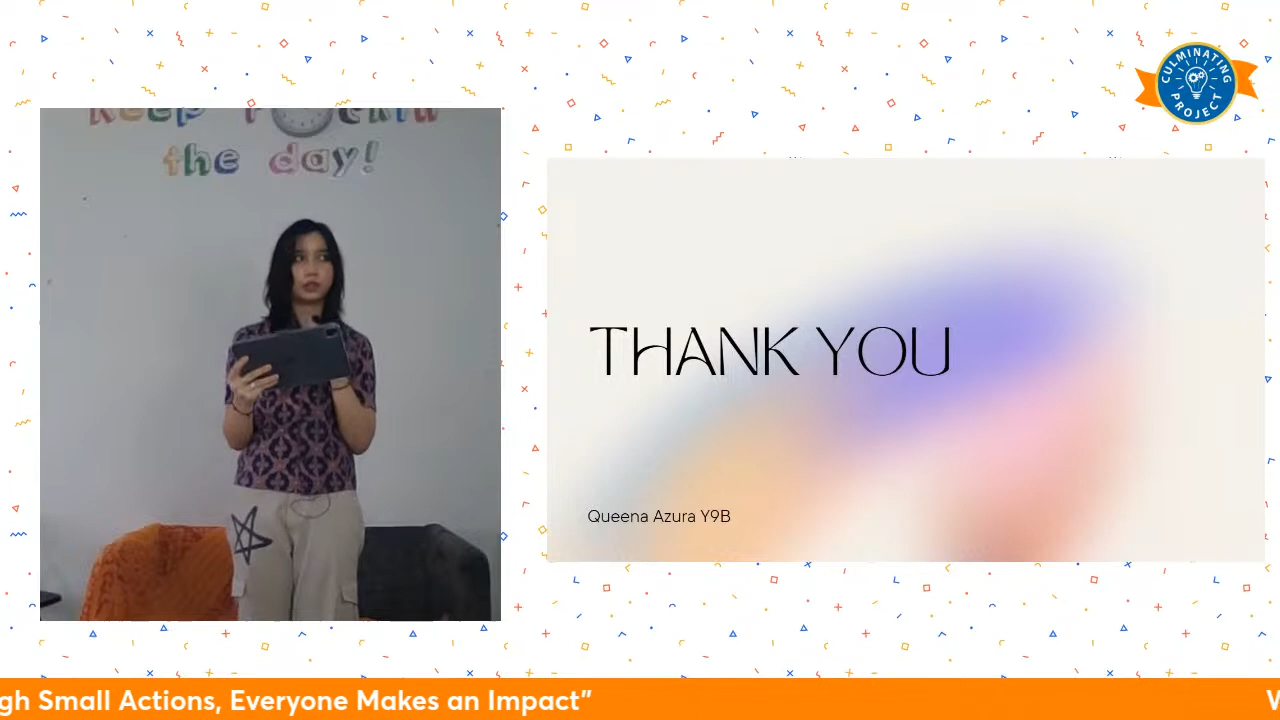 CULMINATING
PROJECT
the day!
THANK YOU
Queena Azura Y9B
gh Small Actions, Everyone Makes an Impact”